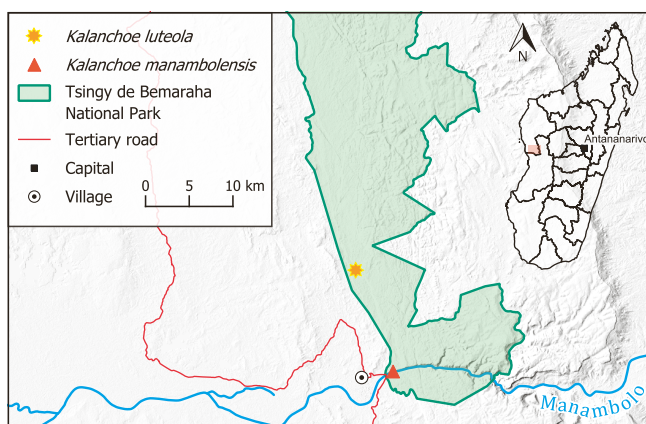 Kalanchoe luteola
Kalanchoe manambolensis
Tsingy de Bemaraha
National Park
Tertiary road
Capital
0 5 10 km
Village
N
Antananarivo
Manambolo